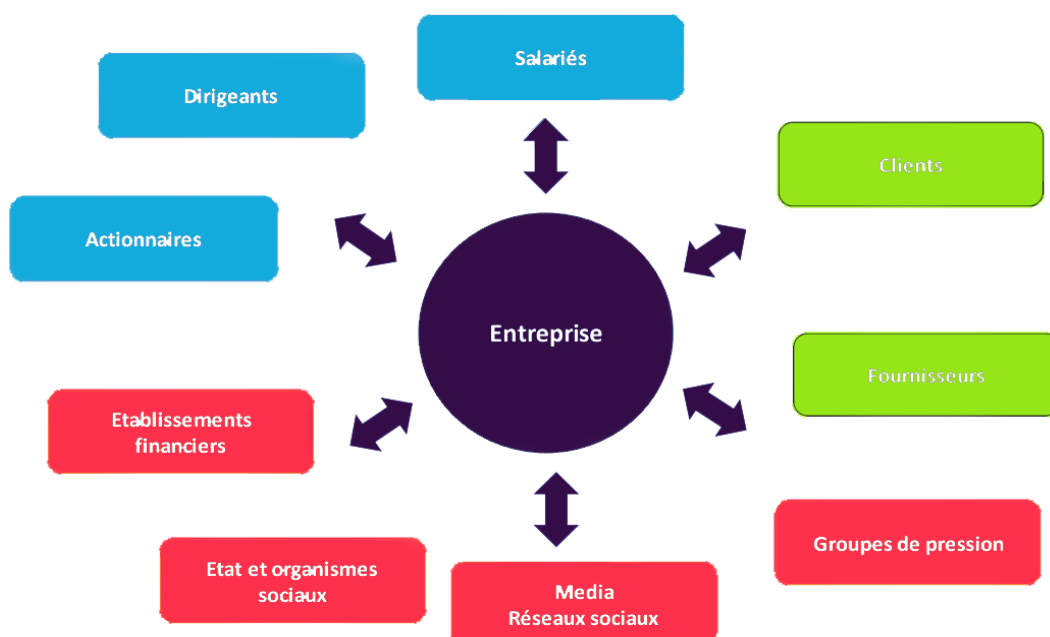 Salariés
Dirigeants
Clients
Actionnaires
Entreprise
Fournisseurs
Etablissements
financiers
Groupes de pression
Etat et organismes
sociaux
Media
Réseaux sociaux